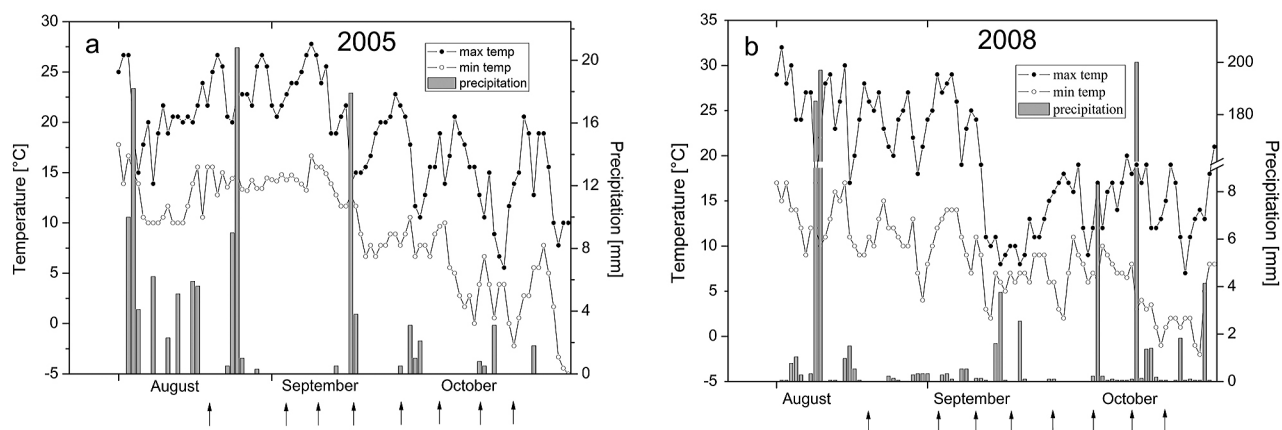 a
2005
max temp
min temp
precipitation
30
25
20
15
10
5
0
-5
Temperature [°C]
20
16
12
8
4
0
Precipitation [mm]
August
September
October
b
2008
max temp
min temp
precipitation
35
30
25
20
15
10
5
0
-5
Temperature [°C]
200
180
8
6
4
2
0
Precipitation [mm]
August
September
October